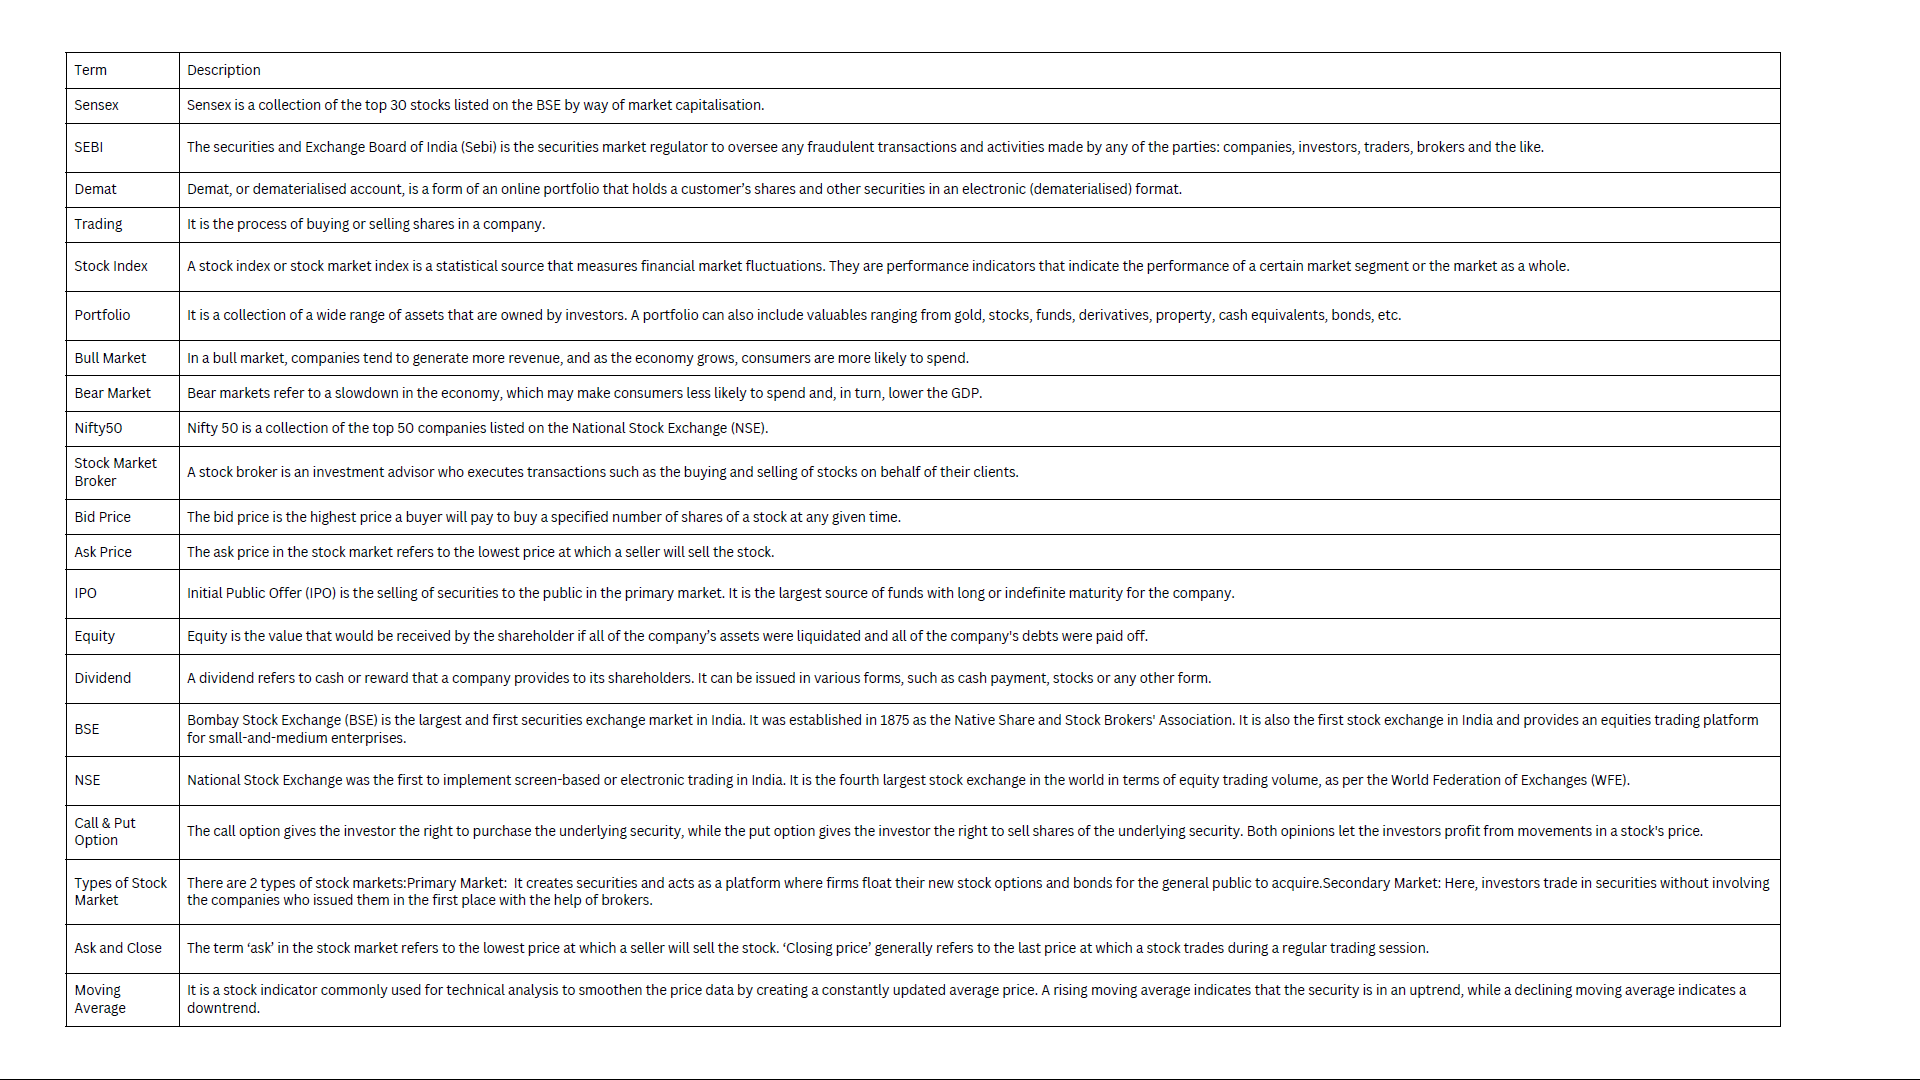 Term Description
Sensex Sensex is a collection of the top 30 stocks listed on the BSE by way of market capitalisation.
SEBI The securities and Exchange Board of India (Sebi) is the securities market regulator to oversee any fraudulent transactions and activities made by any of the parties: companies, investors, traders, brokers and the like.
Demat Demat, or dematerialised account, is a form of an online portfolio that holds a customer’s shares and other securities in an electronic (dematerialised) format.
Trading It is the process of buying or selling shares in a company.
Stock Index A stock index or stock market index is a statistical source that measures financial market fluctuations. They are performance indicators that indicate the performance of a certain market segment or the market as a whole.
Portfolio It is a collection of a wide range of assets that are owned by investors. A portfolio can also include valuables ranging from gold, stocks, funds, derivatives, property, cash equivalents, bonds, etc.
Bull Market In a bull market, companies tend to generate more revenue, and as the economy grows, consumers are more likely to spend.
Bear Market Bear markets refer to a slowdown in the economy, which may make consumers less likely to spend and, in turn, lower the GDP.
Nifty50 Nifty 50 is a collection of the top 50 companies listed on the National Stock Exchange (NSE).
Stock Market
Broker
A stock broker is an investment advisor who executes transactions such as the buying and selling of stocks on behalf of their clients.
Bid Price The bid price is the highest price a buyer will pay to buy a specified number of shares of a stock at any given time.
Ask Price The ask price in the stock market refers to the lowest price at which a seller will sell the stock.
IPO Initial Public Offer (IPO) is the selling of securities to the public in the primary market. It is the largest source of funds with long or indefinite maturity for the company.
Equity Equity is the value that would be received by the shareholder if all of the company’s assets were liquidated and all of the company's debts were paid off.
Dividend A dividend refers to cash or reward that a company provides to its shareholders. It can be issued in various forms, such as cash payment, stocks or any other form.
BSE
Bombay Stock Exchange (BSE) is the largest and first securities exchange market in India. It was established in 1875 as the Native Share and Stock Brokers' Association. It is also the first stock exchange in India and provides an equities trading platform
for small-and-medium enterprises.
NSE National Stock Exchange was the first to implement screen-based or electronic trading in India. It is the fourth largest stock exchange in the world in terms of equity trading volume, as per the World Federation of Exchanges (WFE).
Call & Put
Option
The call option gives the investor the right to purchase the underlying security, while the put option gives the investor the right to sell shares of the underlying security. Both opinions let the investors profit from movements in a stock's price.
Types of Stock
Market
There are 2 types of stock markets:Primary Market:  It creates securities and acts as a platform where firms float their new stock options and bonds for the general public to acquire.Secondary Market: Here, investors trade in securities without involving
the companies who issued them in the first place with the help of brokers.
Ask and Close The term ‘ask’ in the stock market refers to the lowest price at which a seller will sell the stock. ‘Closing price’ generally refers to the last price at which a stock trades during a regular trading session.
Moving
Average
It is a stock indicator commonly used for technical analysis to smoothen the price data by creating a constantly updated average price. A rising moving average indicates that the security is in an uptrend, while a declining moving average indicates a
downtrend.